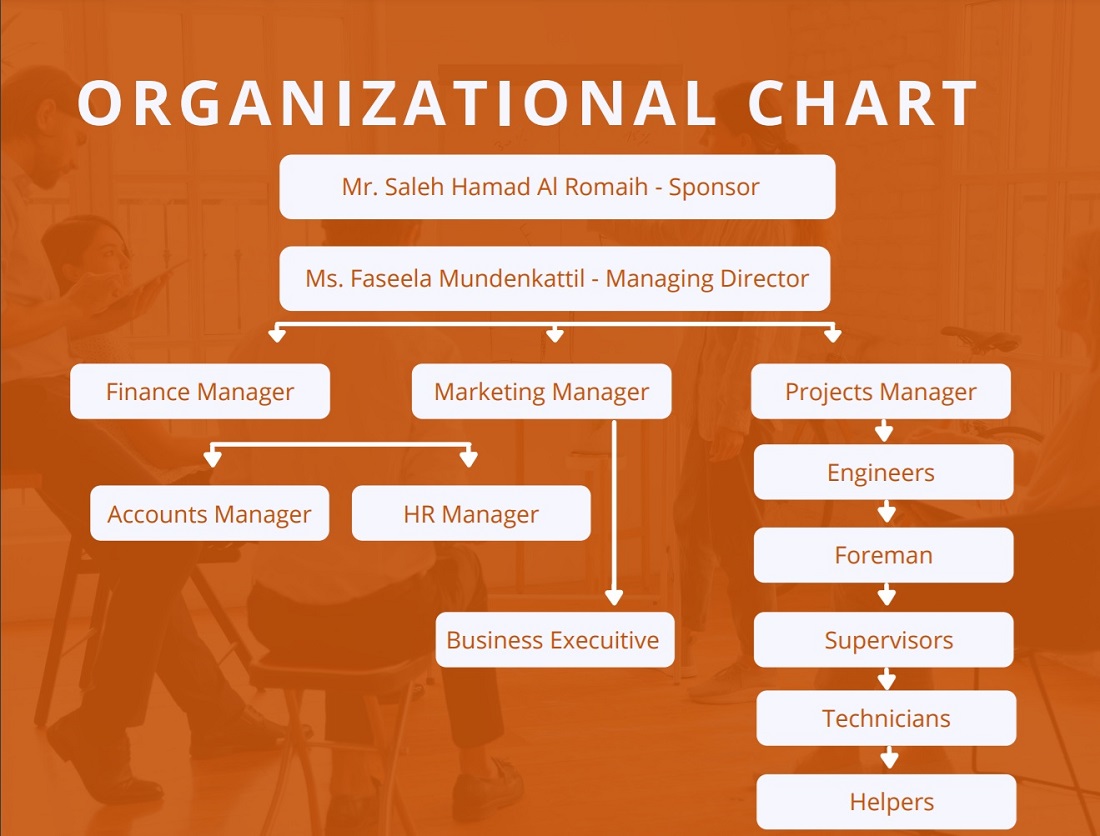 ORGANIZATIONAL CHART
Mr. Saleh Hamad Al Romaih - Sponsor
Ms. Faseela Mundenkattil - Managing Director
Finance Manager
Marketing Manager
Projects Manager
Engineers
Accounts Manager
HR Manager
Foreman
Business Execuitive
Supervisors
Technicians
Helpers